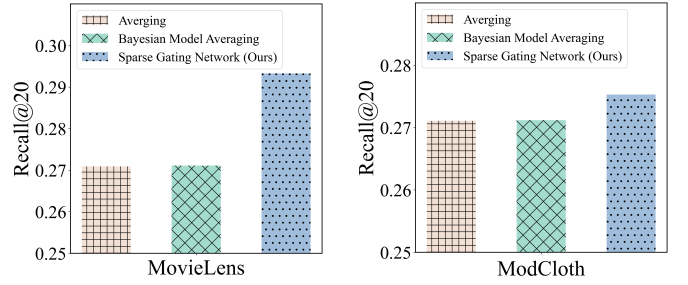 Averging
Bayesian Model Averaging
Sparse Gating Network (Ours)
Recall@20
0.30
0.29
0.28
0.27
0.26
0.25
MovieLens
Averging
Bayesian Model Averaging
Sparse Gating Network (Ours)
Recall@20
0.28
0.27
0.26
0.25
ModCloth